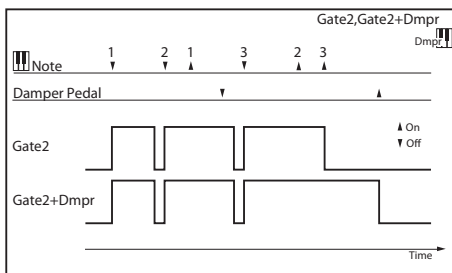 Gate2,Gate2+Dmpr
Dmpr
1 2 1 3 2 3
Note
Damper Pedal
▲ On
▼ Off
Gate2
Gate2+Dmpr
Time